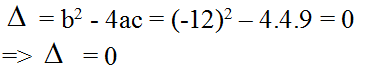 Δ = b² - 4ac = (-12)² – 4.4.9 = 0
=> Δ = 0